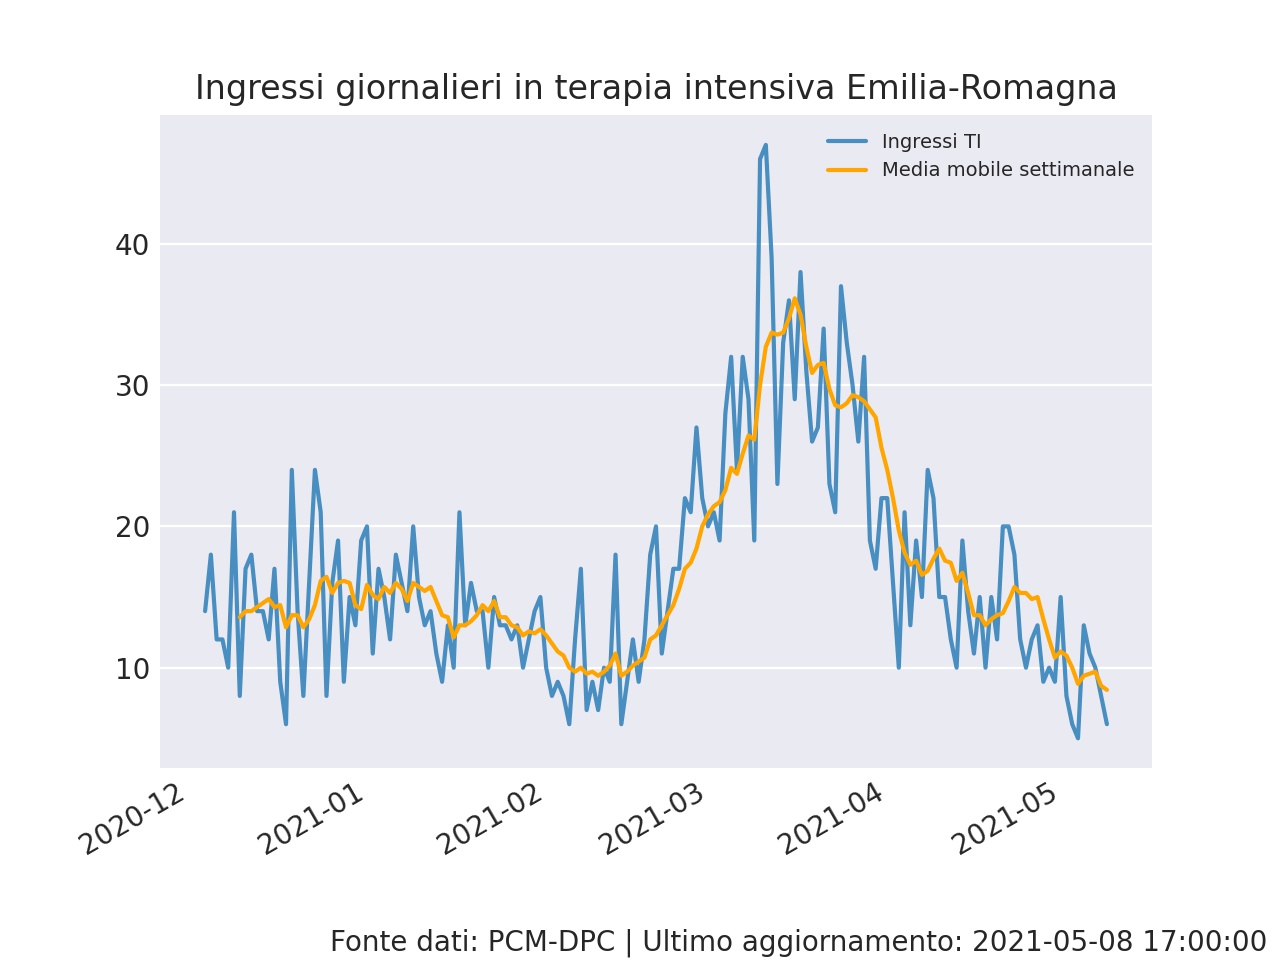 Ingressi giornalieri in terapia intensiva Emilia-Romagna
Ingressi TI
Media mobile settimanale
40
30
20
10
2020-12
2021-01
2021-02
2021-03
2021-04
2021-05
Fonte dati: PCM-DPC | Ultimo aggiornamento: 2021-05-08 17:00:00